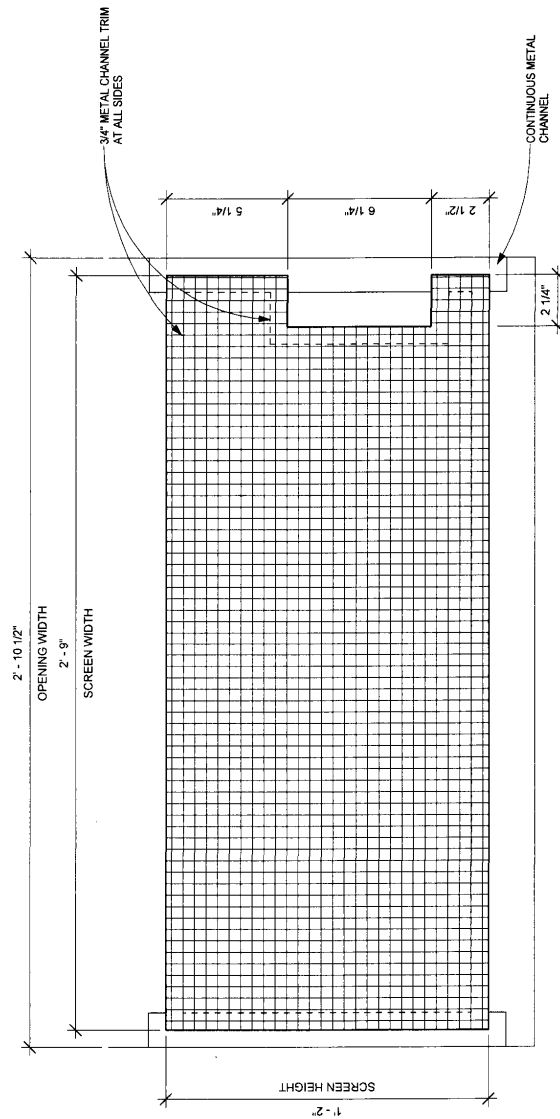 2' - 10 1/2"
OPENING WIDTH
2' - 9"
SCREEN WIDTH
3/4" METAL CHANNEL TRIM
AT ALL SIDES
5 1/4"
6 1/4"
2 1/2"
2 1/4"
CONTINUOUS METAL
CHANNEL
1' - 2"
SCREEN HEIGHT